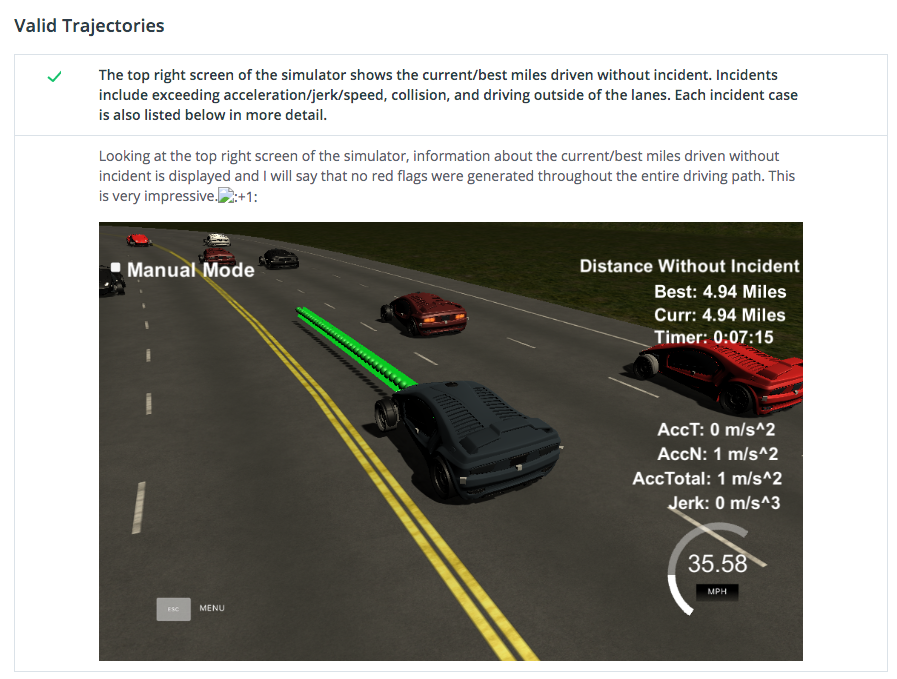 Valid Trajectories
The top right screen of the simulator shows the current/best miles driven without incident. Incidents
include exceeding acceleration/jerk/speed, collision, and driving outside of the lanes. Each incident case
is also listed below in more detail.
Looking at the top right screen of the simulator, information about the current/best miles driven without
incident is displayed and I will say that no red flags were generated throughout the entire driving path. This
is very impressive.:+1:
Manual Mode
Distance Without Incident
Best: 4.94 Miles
Curr: 4.94 Miles
Timer: 0:07:15
AccT: 0 m/s^2
AccN: 1 m/s^2
AccTotal: 1 m/s^2
Jerk: 0 m/s^3
35.58
MPH
ESC MENU